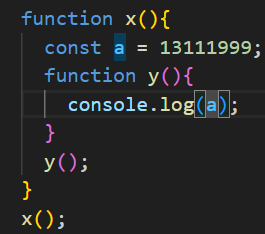 function x(){
  const a = 13111999;
  function y(){
    console.log(a);
  }
  y();
}
x();